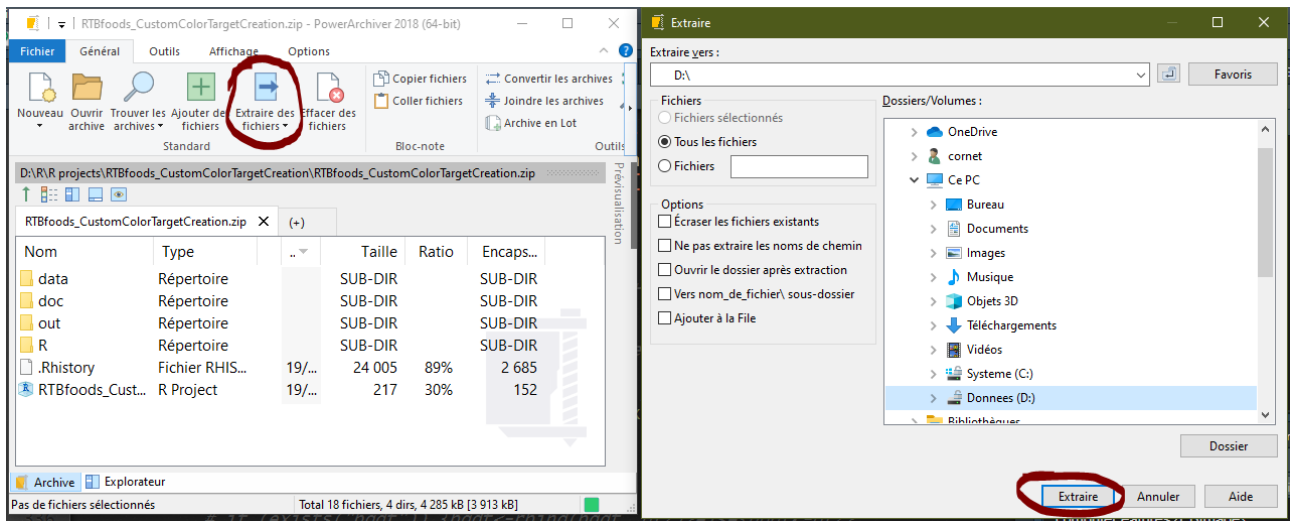 RTBfoods_CustomColorTargetCreation.zip - PowerArchiver 2018 (64-bit)
Fichier Général Outils Affichage Options
Nouveau Ouvrir archive Trouver les archives Ajouter des fichiers Extraire des fichiers Effacer des fichiers
Copier fichiers
Coller fichiers
Convertir les archives
Joindre les archives
Archive en Lot
Standard Bloc-note Outils
D:\R\R projects\RTBfoods_CustomColorTargetCreation\RTBfoods_CustomColorTargetCreation.zip
Prévisualisation
RTBfoods_CustomColorTargetCreation.zip X (+)
Nom Type .. Taille Ratio Encaps...
data Répertoire SUB-DIR SUB-DIR
doc Répertoire SUB-DIR SUB-DIR
out Répertoire SUB-DIR SUB-DIR
R Répertoire SUB-DIR SUB-DIR
.Rhistory Fichier RHIS... 19/... 24 005 89% 2 685
RTBfoods_Cust... R Project 19/... 217 30% 152
Archive Explorateur
Pas de fichiers sélectionnés Total 18 fichiers, 4 dirs, 4 285 kB [3 913 kB]
Extraire
Extraire vers :
D:\ Favoris
Fichiers
Fichiers sélectionnés
Tous les fichiers
Fichiers
Options
Écraser les fichiers existants
Ne pas extraire les noms de chemin
Ouvrir le dossier après extraction
Vers nom_de_fichier\ sous-dossier
Ajouter à la File
Dossiers/Volumes :
OneDrive
cornet
Ce PC
Bureau
Documents
Images
Musique
Objets 3D
Téléchargements
Vidéos
Systeme (C:)
Donnees (D:)
Bibliothèques
Dossier
Extraire Annuler Aide